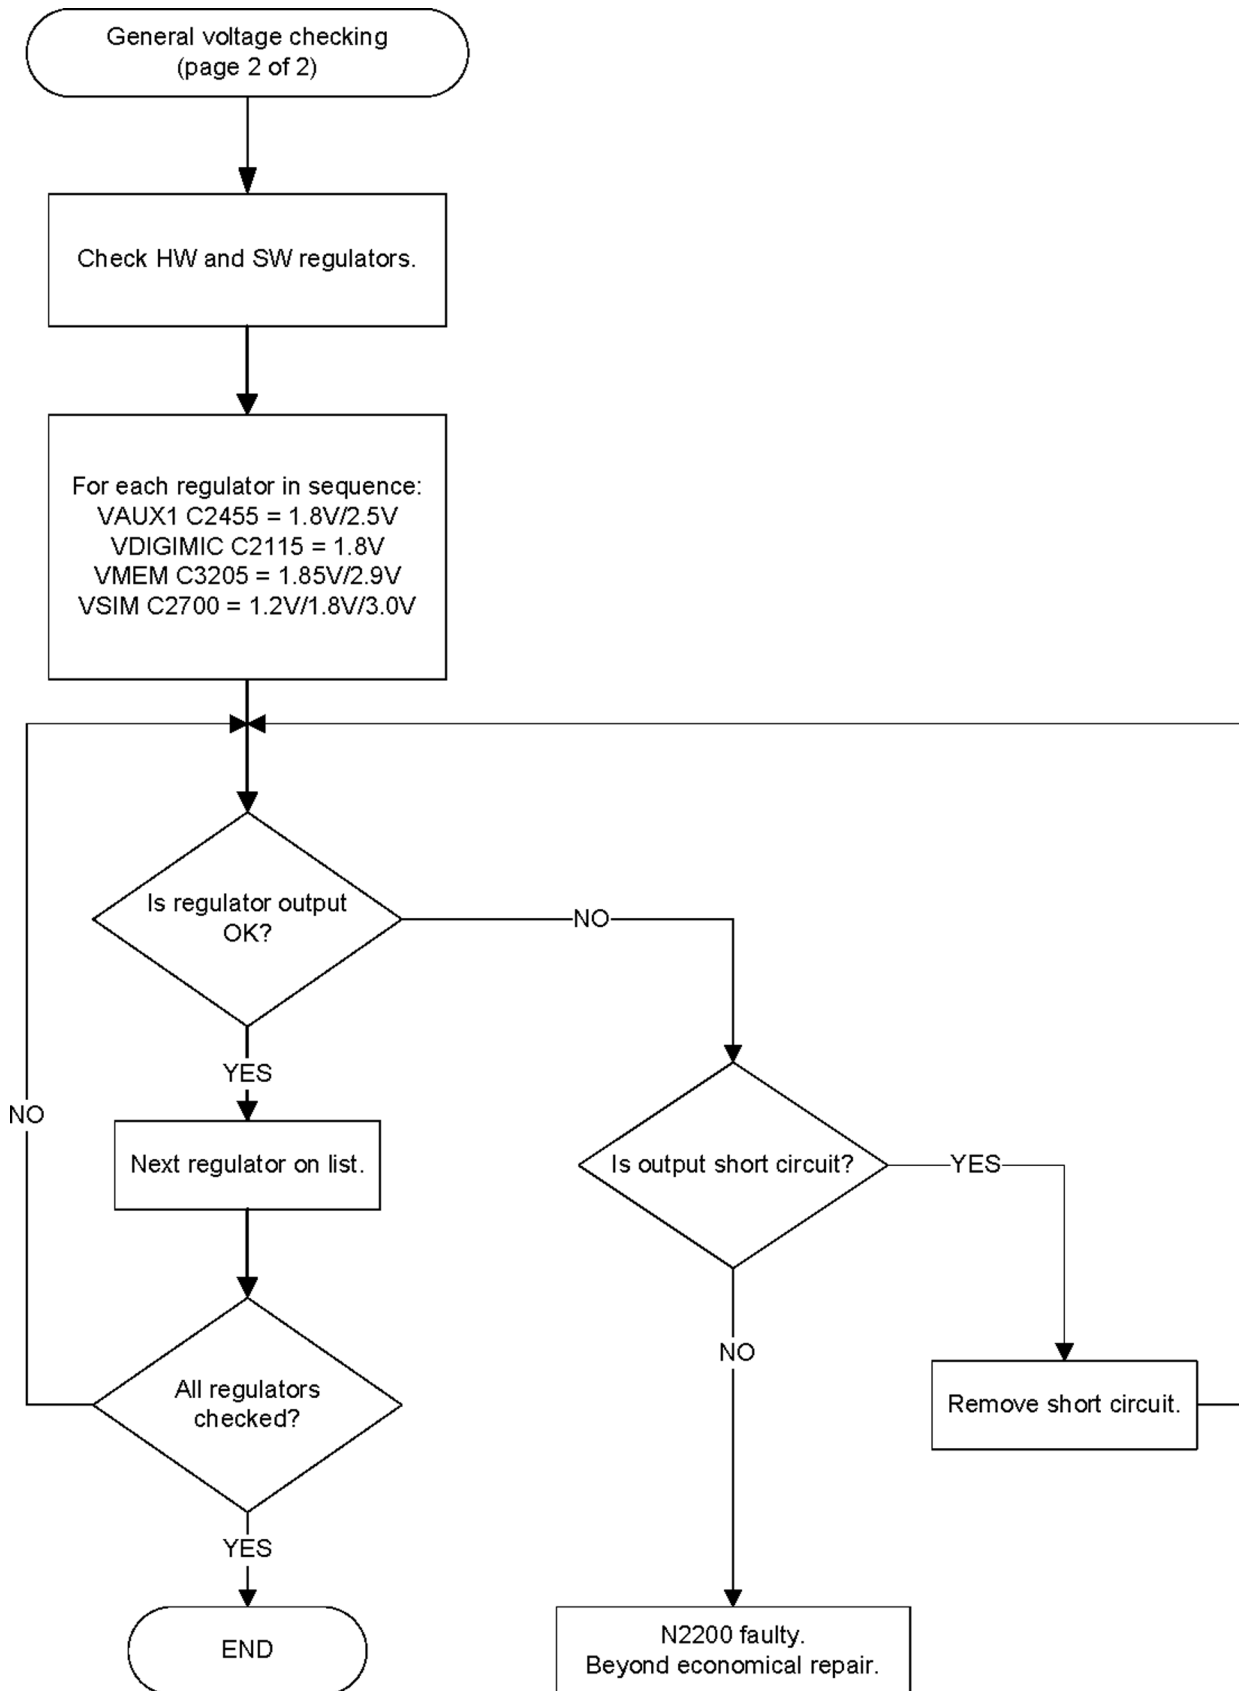 General voltage checking
(page 2 of 2)
Check HW and SW regulators.
For each regulator in sequence:
VAUX1 C2455 = 1.8V/2.5V
VDIGIMIC C2115 = 1.8V
VMEM C3205 = 1.85V/2.9V
VSIM C2700 = 1.2V/1.8V/3.0V
Is regulator output
OK?
NO
YES
NO
Next regulator on list.
Is output short circuit?
YES
NO
All regulators
checked?
Remove short circuit.
YES
END
N2200 faulty.
Beyond economical repair.